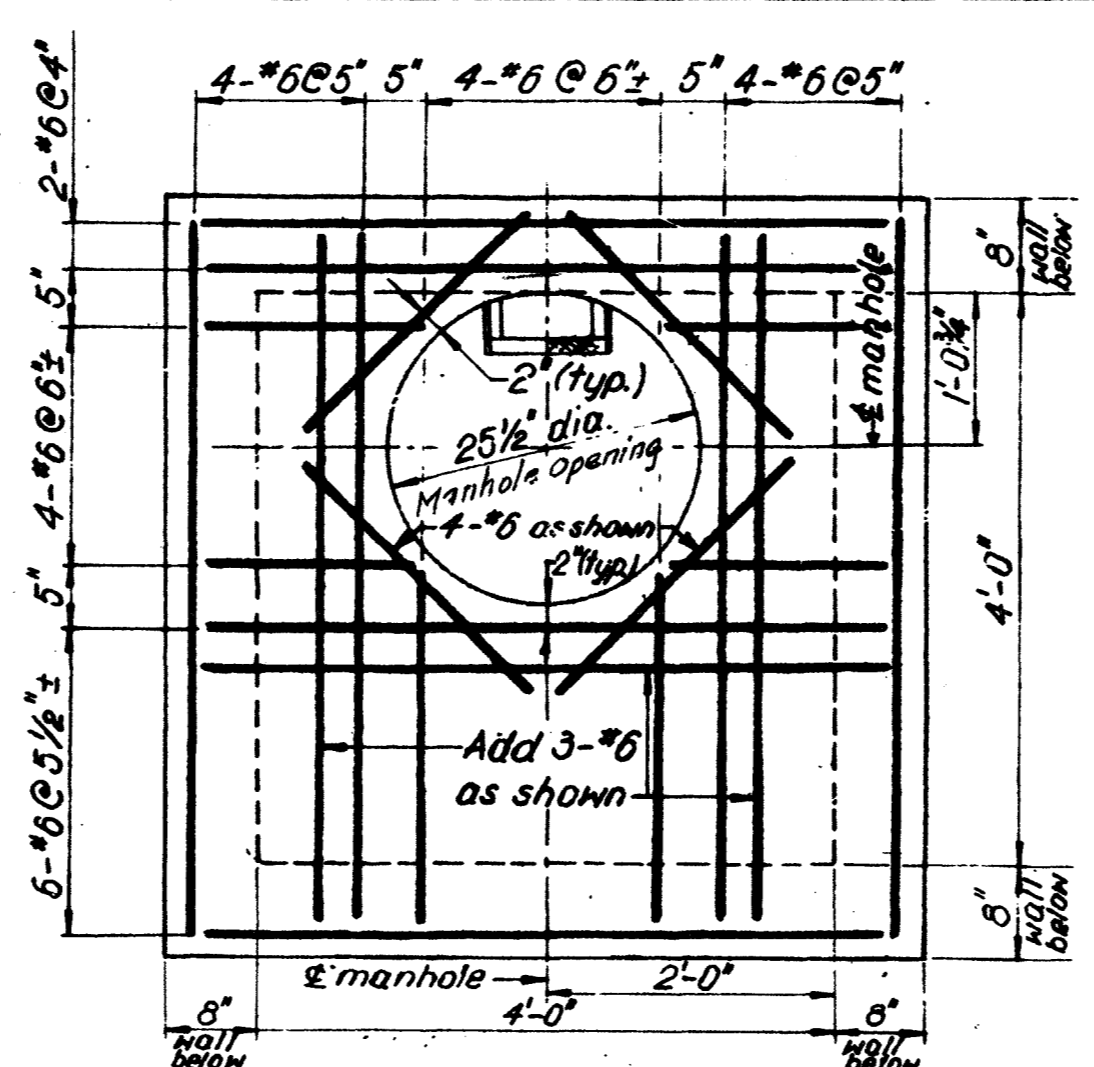 4-#6@5" 5" 4-#6 @ 6"± 5" 4-#6@5"
2-#6@4"
5"
4-#6@6"±
5"
6-#6@5½"±
8"
wall
below
℄ manhole
1'-0¾"
4'-0"
8"
wall
below
2" (typ.)
25½" dia.
Manhole Opening
4-#6 as shown
2"(typ.)
Add 3-#6
as shown
℄ manhole
2'-0"
8"
wall
below
4'-0"
8"
wall
below